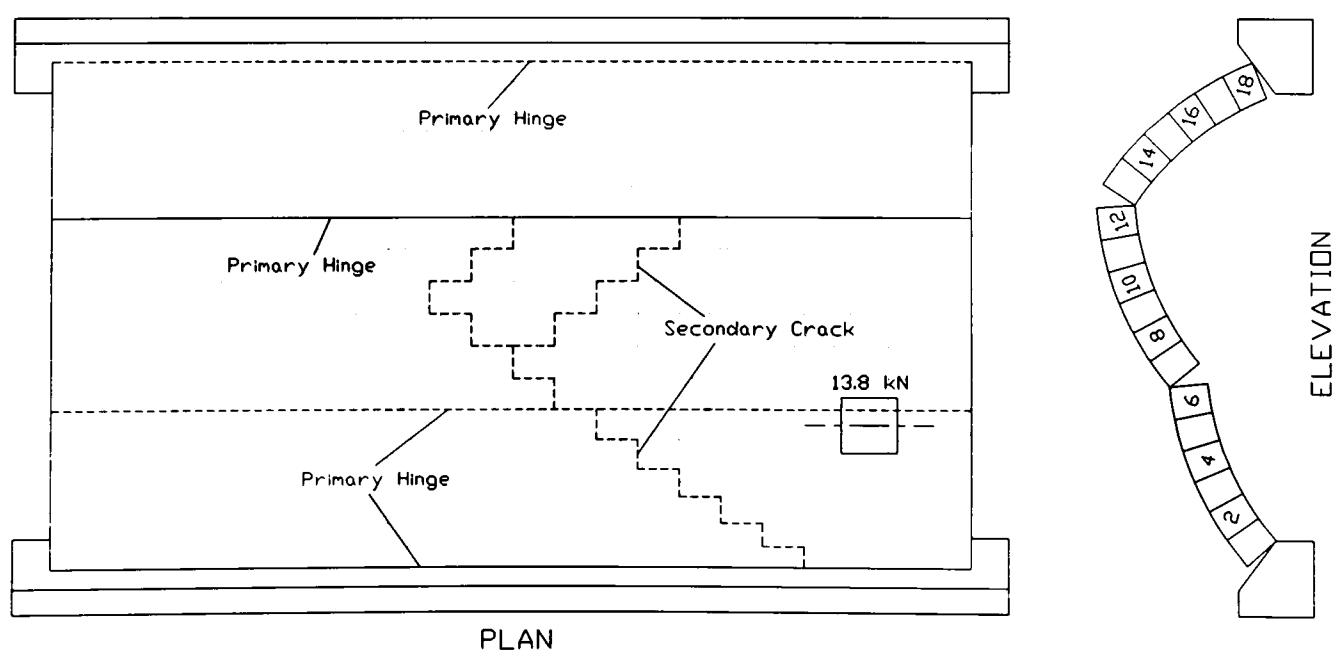 Primary Hinge
Primary Hinge
Secondary Crack
13.8 kN
Primary Hinge
PLAN
18
16
14
12
10
8
6
4
2
ELEVATION